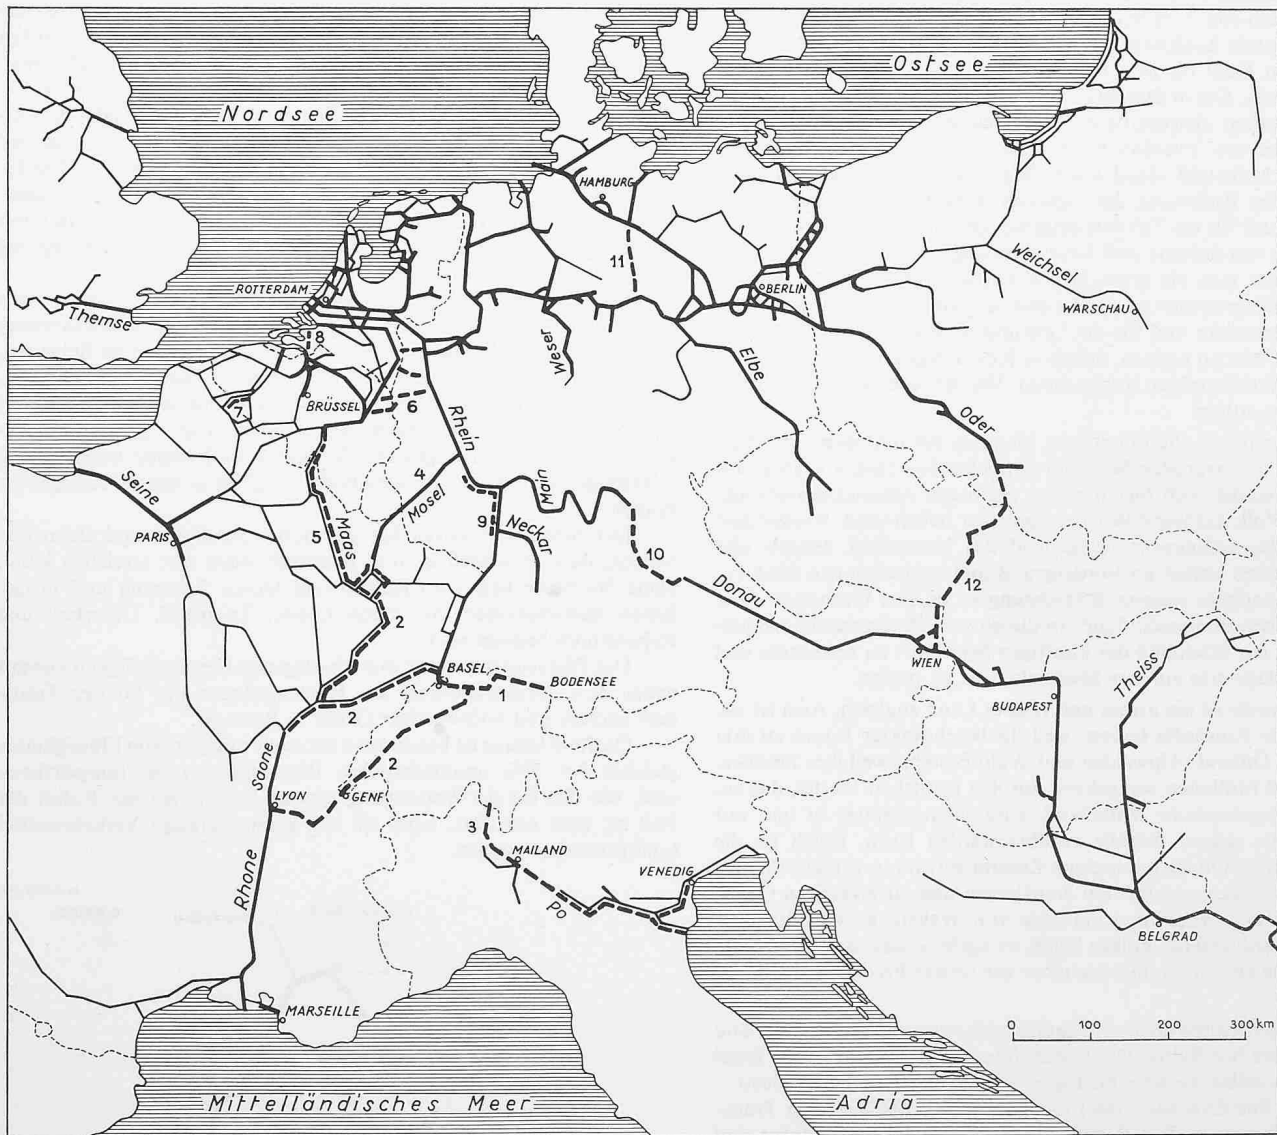 Nordsee
Ostsee
HAMBURG
Weichsel
11
BERLIN
ROTTERDAM
WARSCHAU
Themse
8
Weser
Elbe
BRÜSSEL
7
6
Rhein
Oder
Seine
4
Main
Mosel
PARIS
Maas
9
Neckar
5
10
Donau
12
2
WIEN
BASEL
BODENSEE
1
Theiss
BUDAPEST
2
Saone
2
LYON
GENF
3
MAILAND
VENEDIG
Rhone
Po
BELGRAD
MARSEILLE
0 100 200 300 km
Mittelländisches Meer
Adria